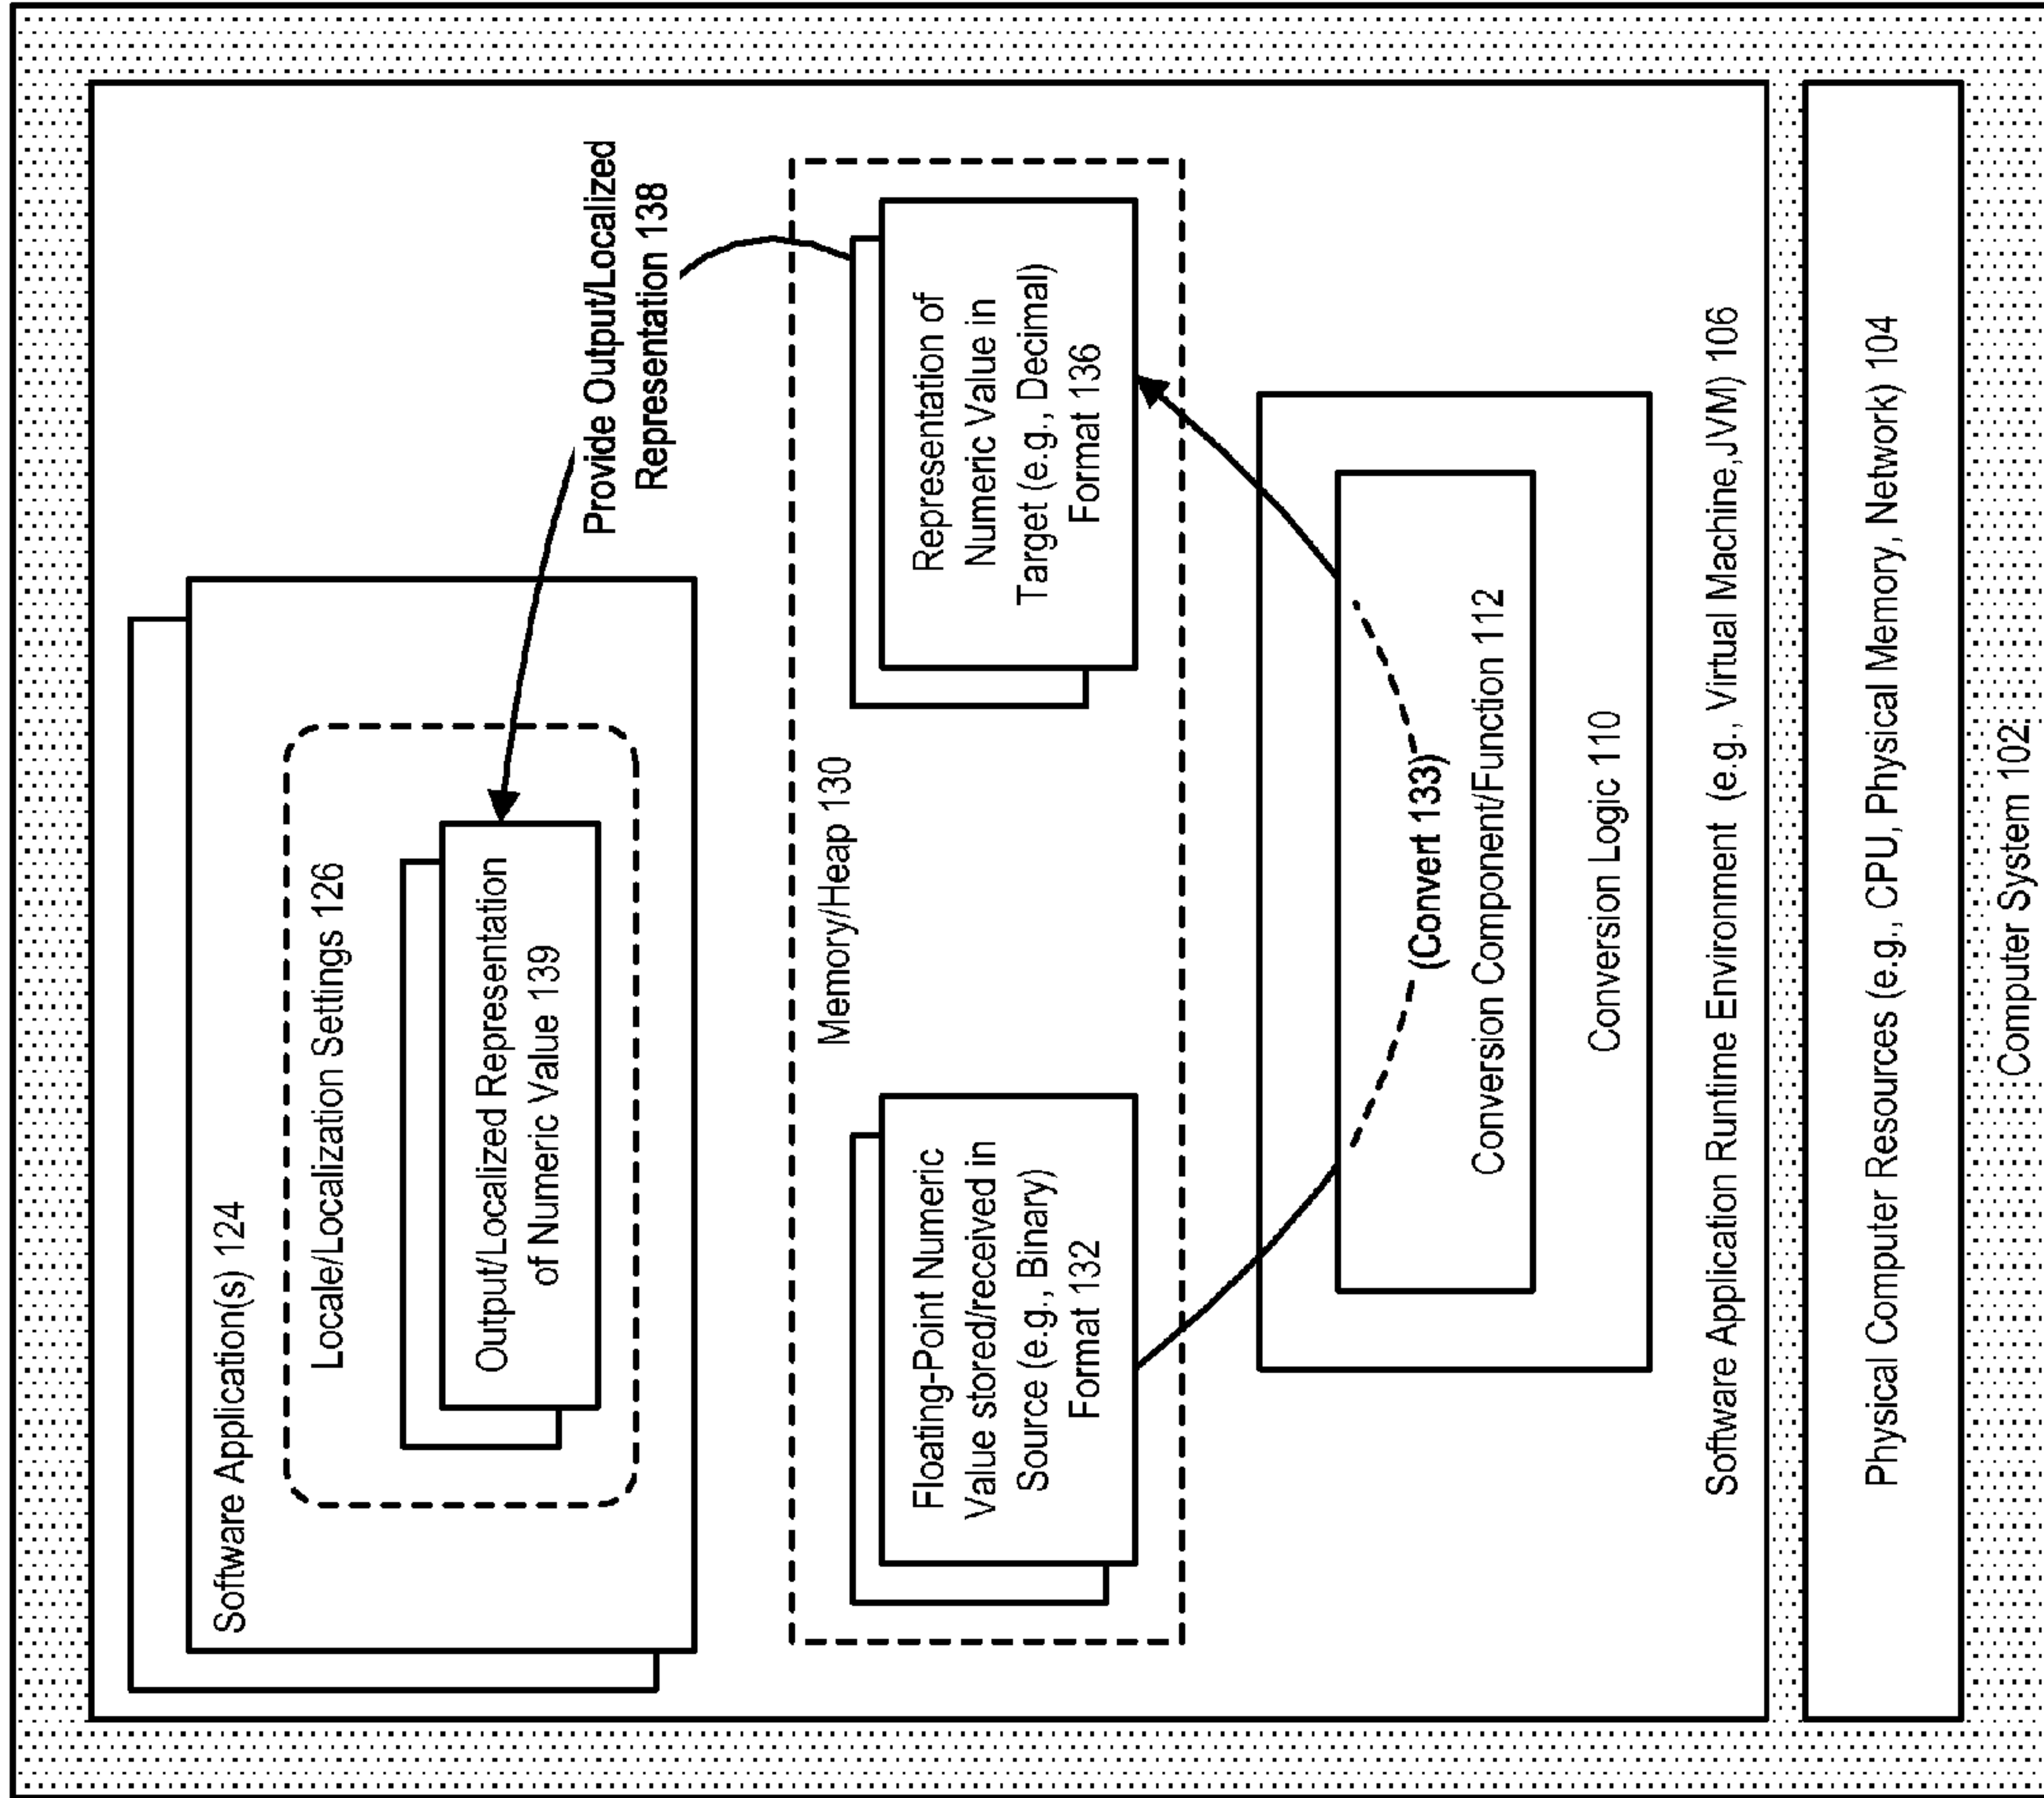 Software Application(s) 124
Locale/Localization Settings 126
Output/Localized Representation
of Numeric Value 139
Provide Output/Localized
Representation 138
Memory/Heap 130
Floating-Point Numeric
Value stored/received in
Source (e.g., Binary)
Format 132
Representation of
Numeric Value in
Target (e.g., Decimal)
Format 136
(Convert 133)
Conversion Component/Function 112
Conversion Logic 110
Software Application Runtime Environment (e.g., Virtual Machine,JVM) 106
Physical Computer Resources (e.g., CPU, Physical Memory, Network) 104
Computer System 102